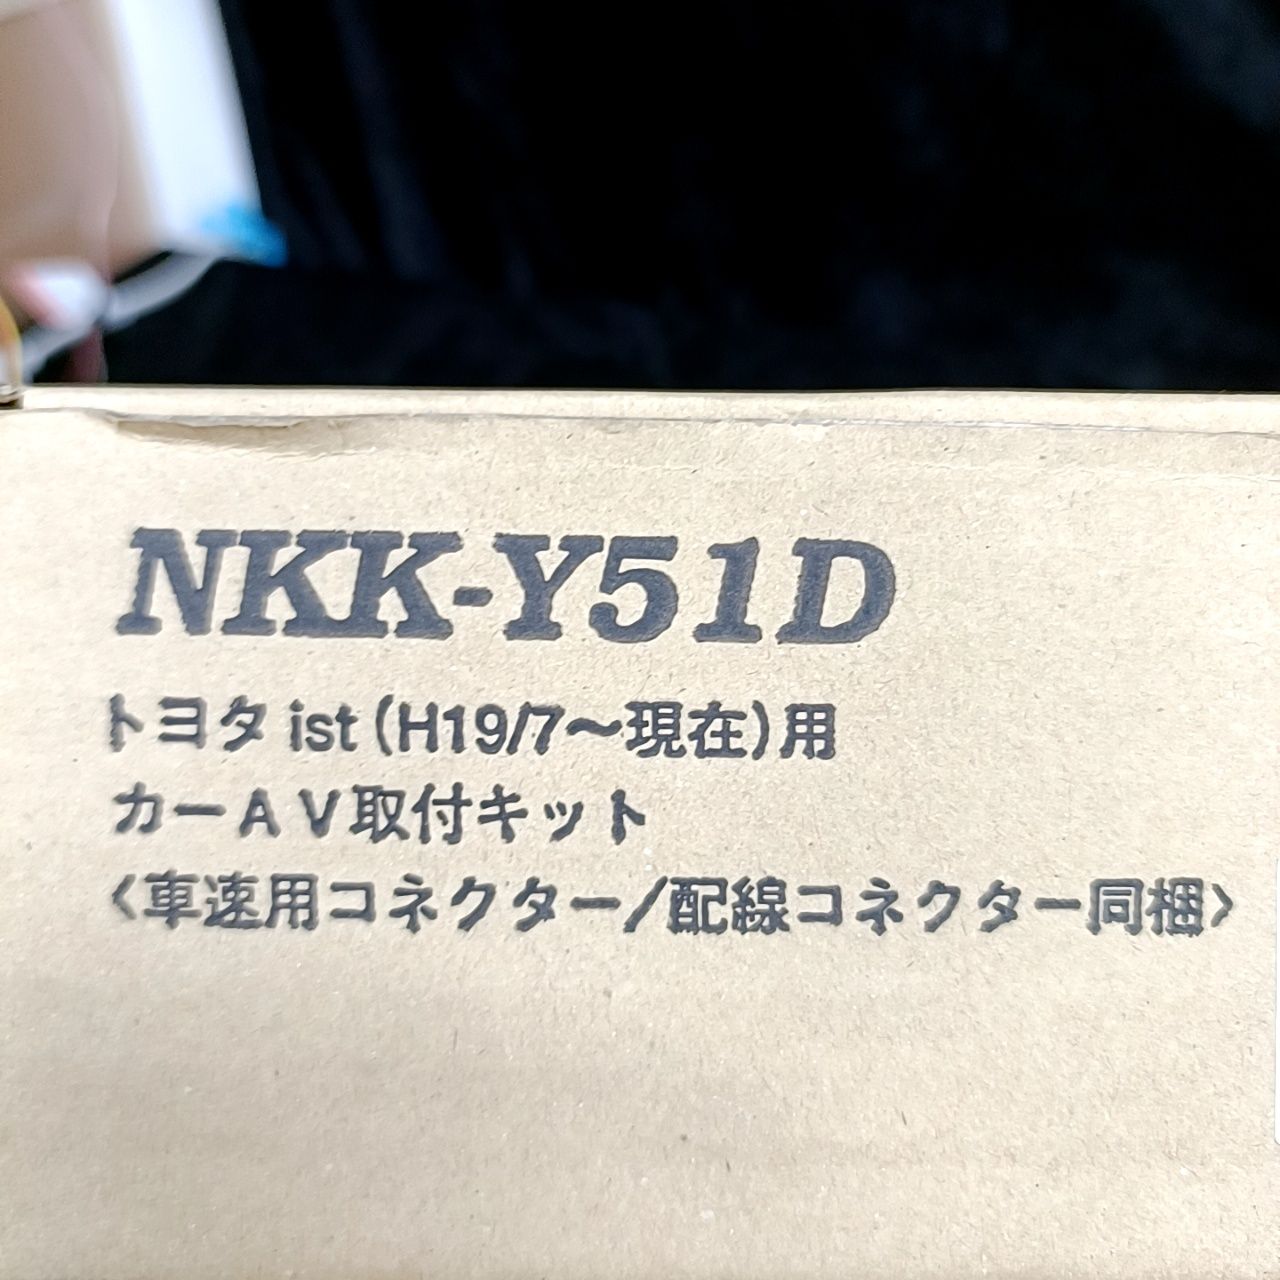 NKK-Y51D
トヨタ ist (H19/7～現在)用
カーＡＶ取付キット
〈車速用コネクター/配線コネクター同梱〉